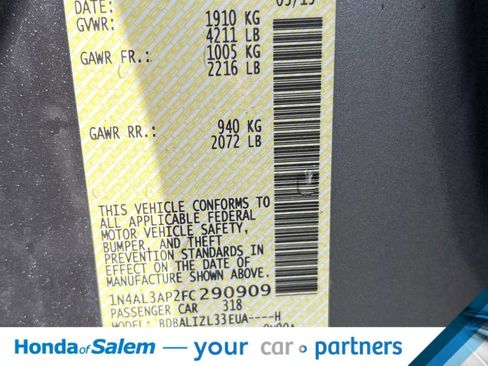 DATE:
GVWR: 1910 KG
4211 LB
GAWR FR.: 1005 KG
2216 LB
GAWR RR.: 940 KG
2072 LB
THIS VEHICLE CONFORMS TO
ALL APPLICABLE FEDERAL
MOTOR VEHICLE SAFETY,
BUMPER, AND THEFT
PREVENTION STANDARDS
IN EFFECT ON THE DATE OF
MANUFACTURE SHOWN ABOVE.
1N4AL3AP2FC290909
PASSENGER CAR 318
MODEL: BDBALIZL33EUA----H
Honda of Salem — your car • partners